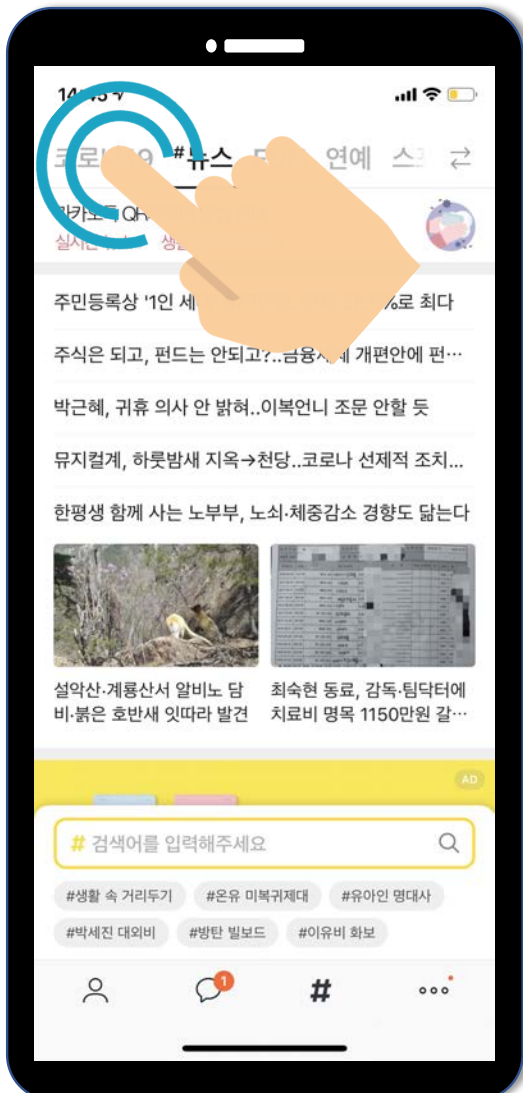 #뉴스 연예
주민등록상 '1인 로 최다
주식은 되고, 펀드는 안되고?..금융 개편안에 펀…
박근혜, 귀휴 의사 안 밝혀..이복언니 조문 안할 듯
뮤지컬계, 하룻밤새 지옥→천당..코로나 선제적 조치...
한평생 함께 사는 노부부, 노쇠·체중감소 경향도 닮는다
설악산·계룡산서 알비노 담
비·붉은 호반새 잇따라 발견
최숙현 동료, 감독·팀닥터에
치료비 명목 1150만원 갈…
AD
# 검색어를 입력해주세요
#생활 속 거리두기 #온유 미복귀제대 #유아인 명대사
#박세진 대외비 #방탄 빌보드 #이유비 화보
1
#